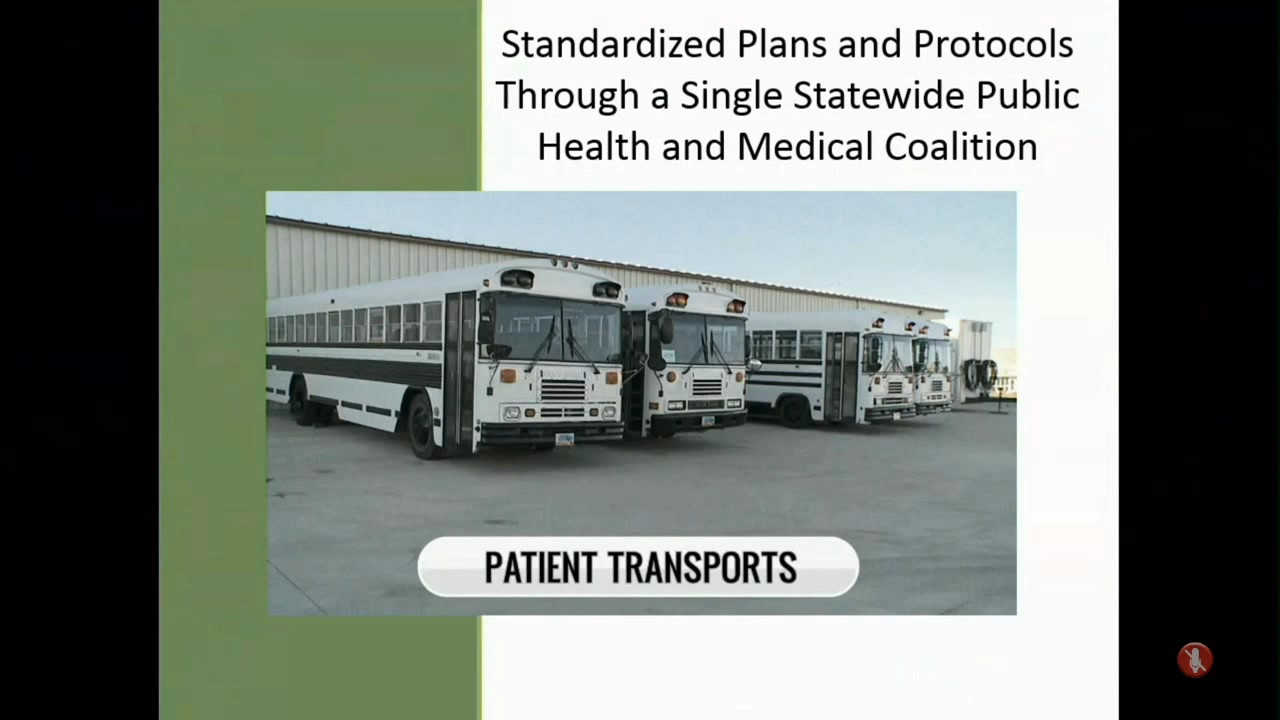 Standardized Plans and Protocols
Through a Single Statewide Public
Health and Medical Coalition
PATIENT TRANSPORTS